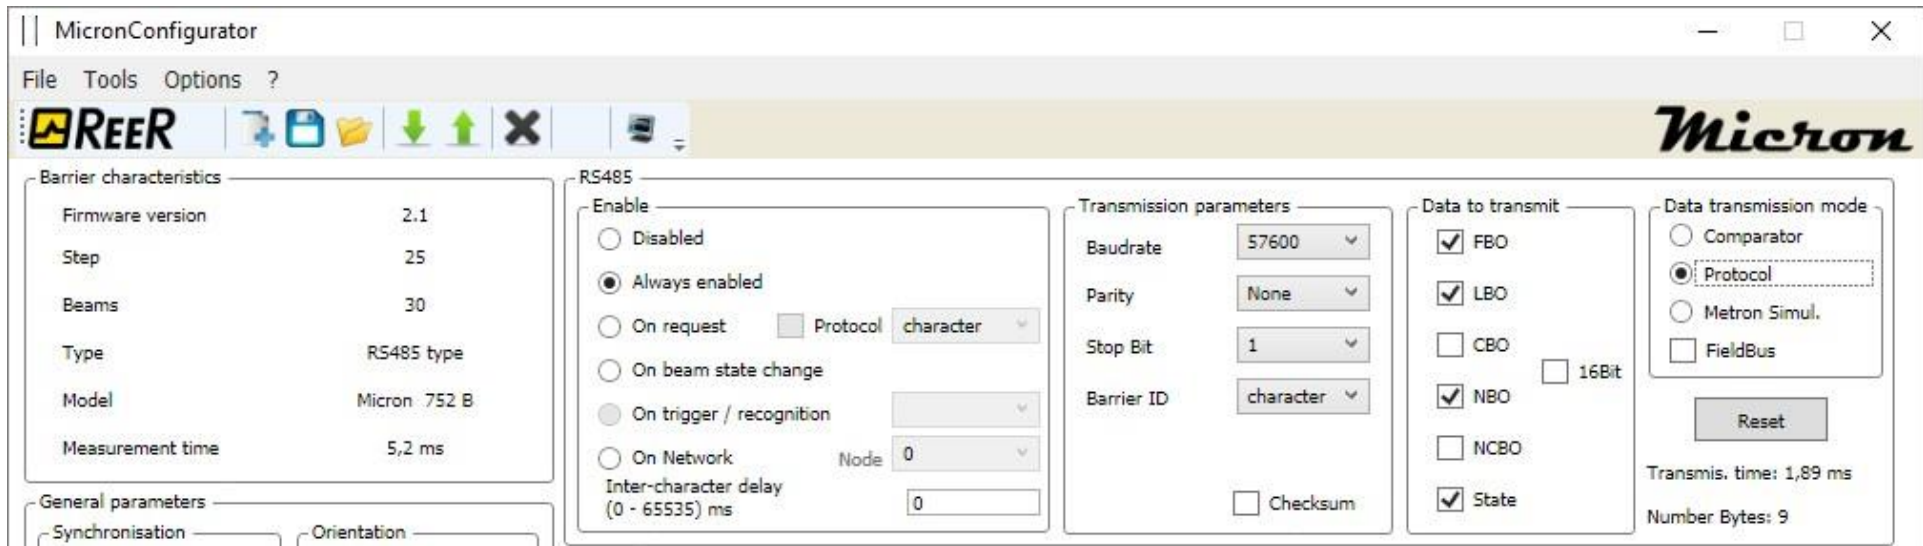 MicronConfigurator
File Tools Options ?
REER
Micron
Barrier characteristics
Firmware version 2.1
Step 25
Beams 30
Type RS485 type
Model Micron 752 B
Measurement time 5,2 ms
General parameters
Synchronisation
Orientation
RS485
Enable
Disabled
Always enabled
On request Protocol character
On beam state change
On trigger / recognition
On Network Node 0
Inter-character delay
(0 - 65535) ms 0
Transmission parameters
Baudrate 57600
Parity None
Stop Bit 1
Barrier ID character
Checksum
Data to transmit
FBO
LBO
CBO
16Bit
NBO
NCBO
State
Data transmission mode
Comparator
Protocol
Metron Simul.
FieldBus
Reset
Transmis. time: 1,89 ms
Number Bytes: 9